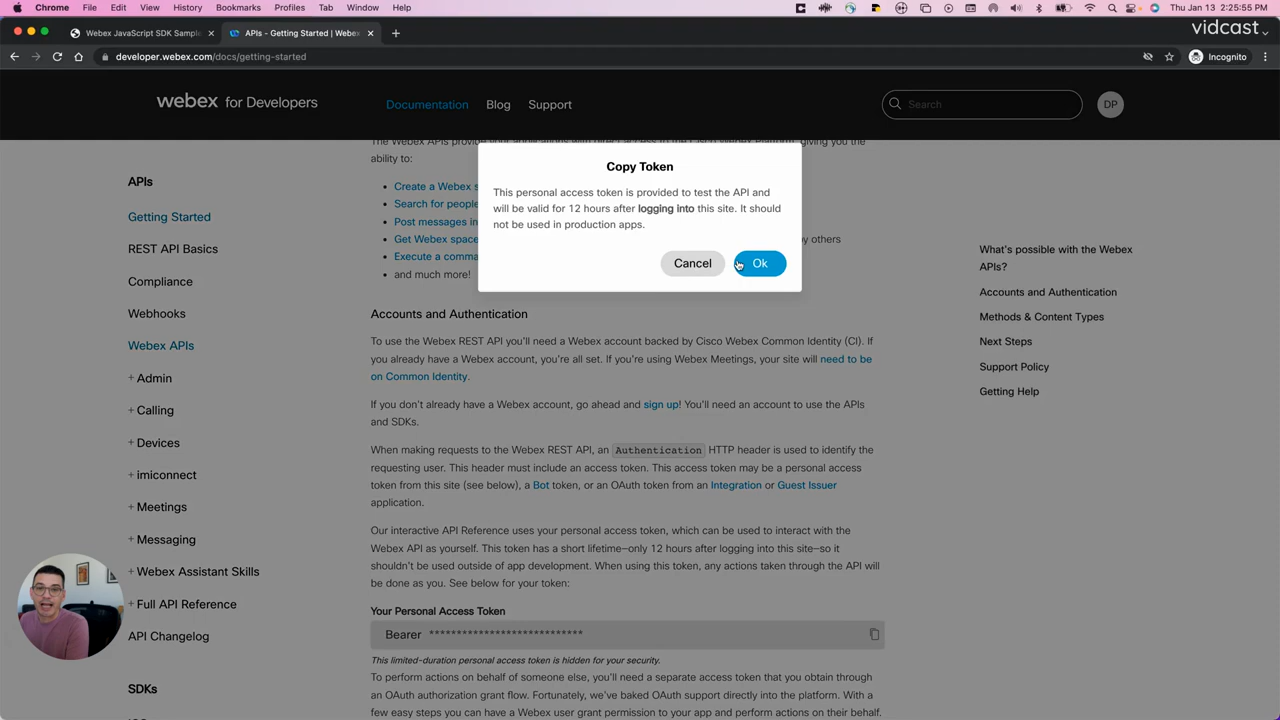 Chrome File Edit View History Bookmarks Profiles Tab Window Help Thu Jan 13 2:25:55 PM
Webex JavaScript SDK Sample
APIs - Getting Started | Webex
vidcast
developer.webex.com/docs/getting-started
Incognito
webex for Developers
Documentation Blog Support
Search
DP
APIs
Getting Started
REST API Basics
Compliance
Webhooks
Webex APIs
+ Admin
+ Calling
+ Devices
+ imiconnect
+ Meetings
+ Messaging
+ Webex Assistant Skills
+ Full API Reference
API Changelog
SDKs
The Webex APIs provide your applications with direct access to the Cisco Webex Platform, giving you the
ability to:
Create a Webex s
Search for people
Post messages in
Get Webex space
y others
Execute a comma
and much more!
Copy Token
This personal access token is provided to test the API and
will be valid for 12 hours after logging into this site. It should
not be used in production apps.
Cancel Ok
Accounts and Authentication
To use the Webex REST API you'll need a Webex account backed by Cisco Webex Common Identity (CI). If
you already have a Webex account, you're all set. If you're using Webex Meetings, your site will need to be
on Common Identity.
If you don't already have a Webex account, go ahead and sign up! You'll need an account to use the APIs
and SDKs.
When making requests to the Webex REST API, an Authentication HTTP header is used to identify the
requesting user. This header must include an access token. This access token may be a personal access
token from this site (see below), a Bot token, or an OAuth token from an Integration or Guest Issuer
application.
Our interactive API Reference uses your personal access token, which can be used to interact with the
Webex API as yourself. This token has a short lifetime—only 12 hours after logging into this site—so it
shouldn't be used outside of app development. When using this token, any actions taken through the API will
be done as you. See below for your token:
Your Personal Access Token
Bearer ****************************
This limited-duration personal access token is hidden for your security.
To perform actions on behalf of someone else, you'll need a separate access token that you obtain through
an OAuth authorization grant flow. Fortunately, we've baked OAuth support directly into the platform. With a
few easy steps you can have a Webex user grant permission to your app and perform actions on their behalf.
What's possible with the Webex
APIs?
Accounts and Authentication
Methods & Content Types
Next Steps
Support Policy
Getting Help